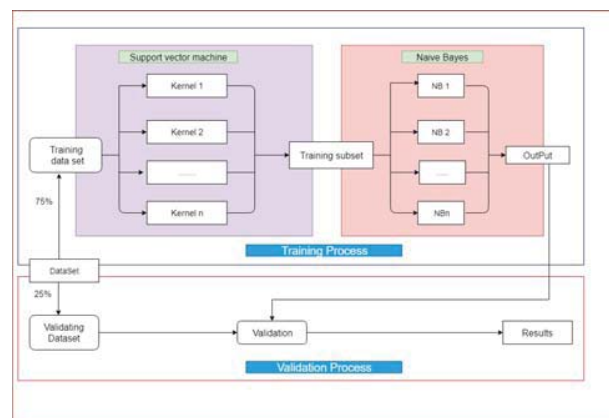 Support vector machine
Naive Bayes
Kernel 1
NB 1
Kernel 2
NB 2
Training
data set
Training subset
OutPut
........
.....
Kernel n
NBn
75%
Training Process
DataSet
25%
Validating
Dataset
Validation
Results
Validation Process